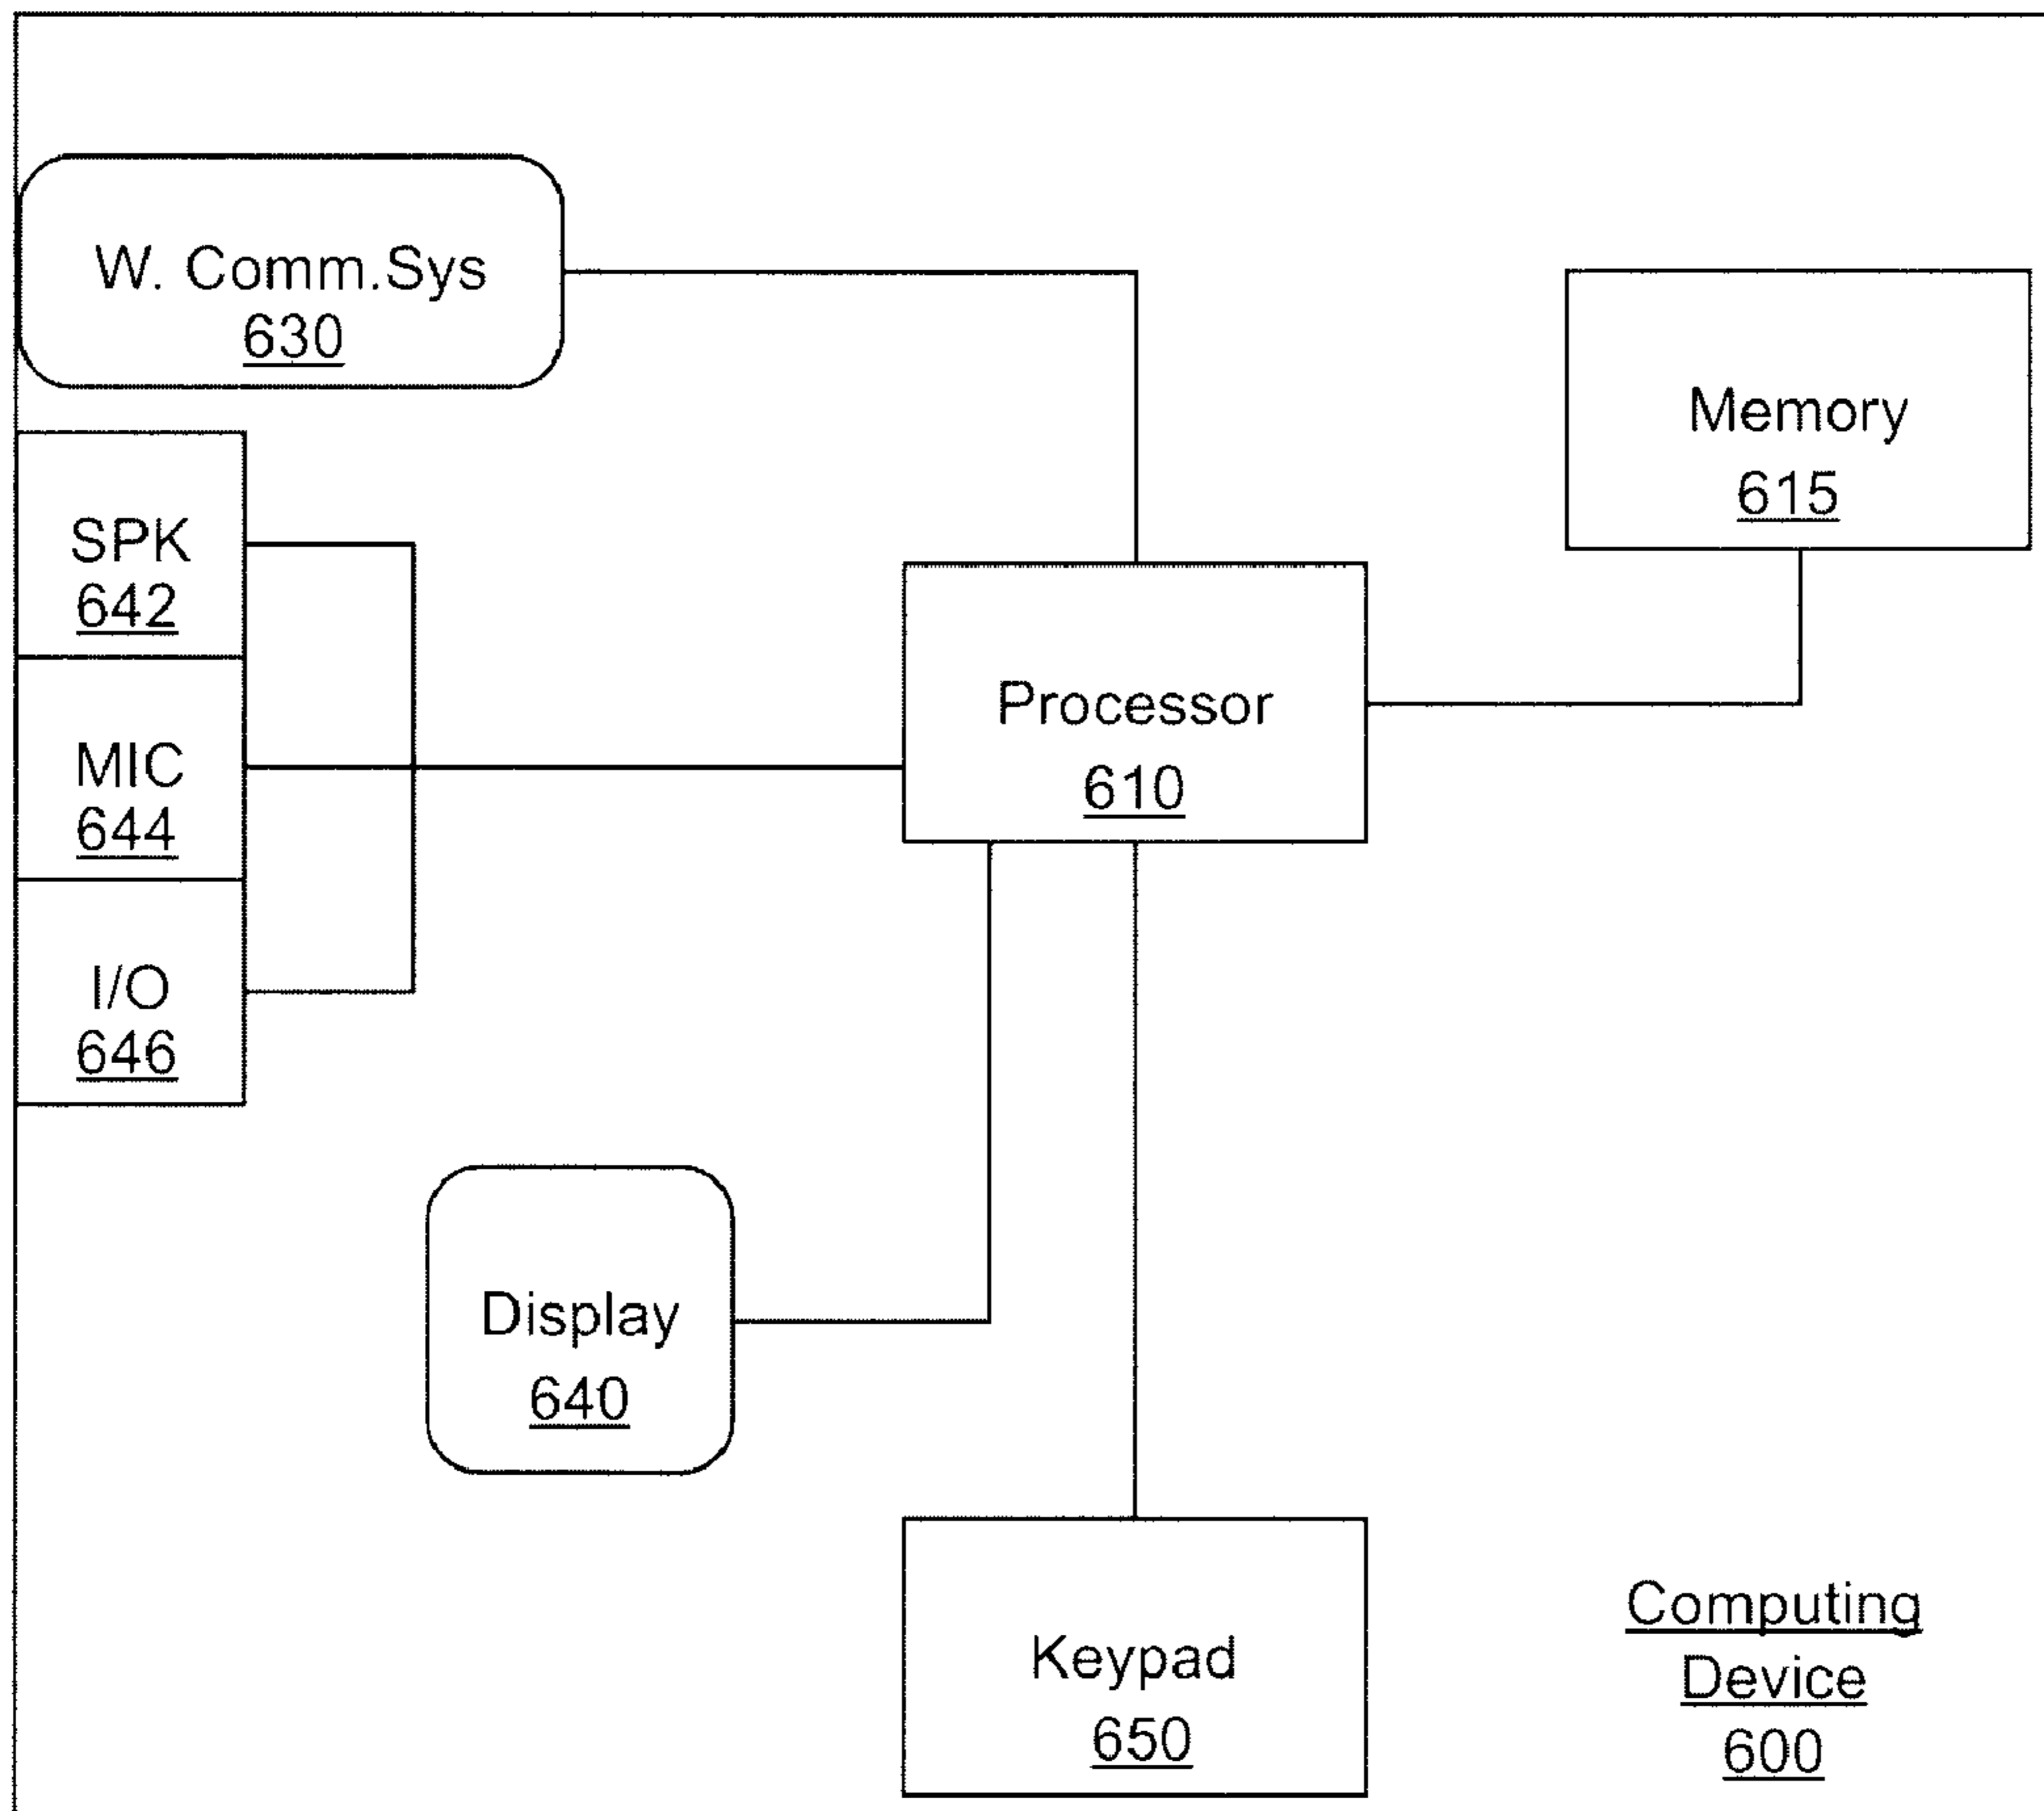 W. Comm.Sys
630
Memory
615
SPK
642
Processor
610
MIC
644
I/O
646
Display
640
Keypad
650
Computing
Device
600